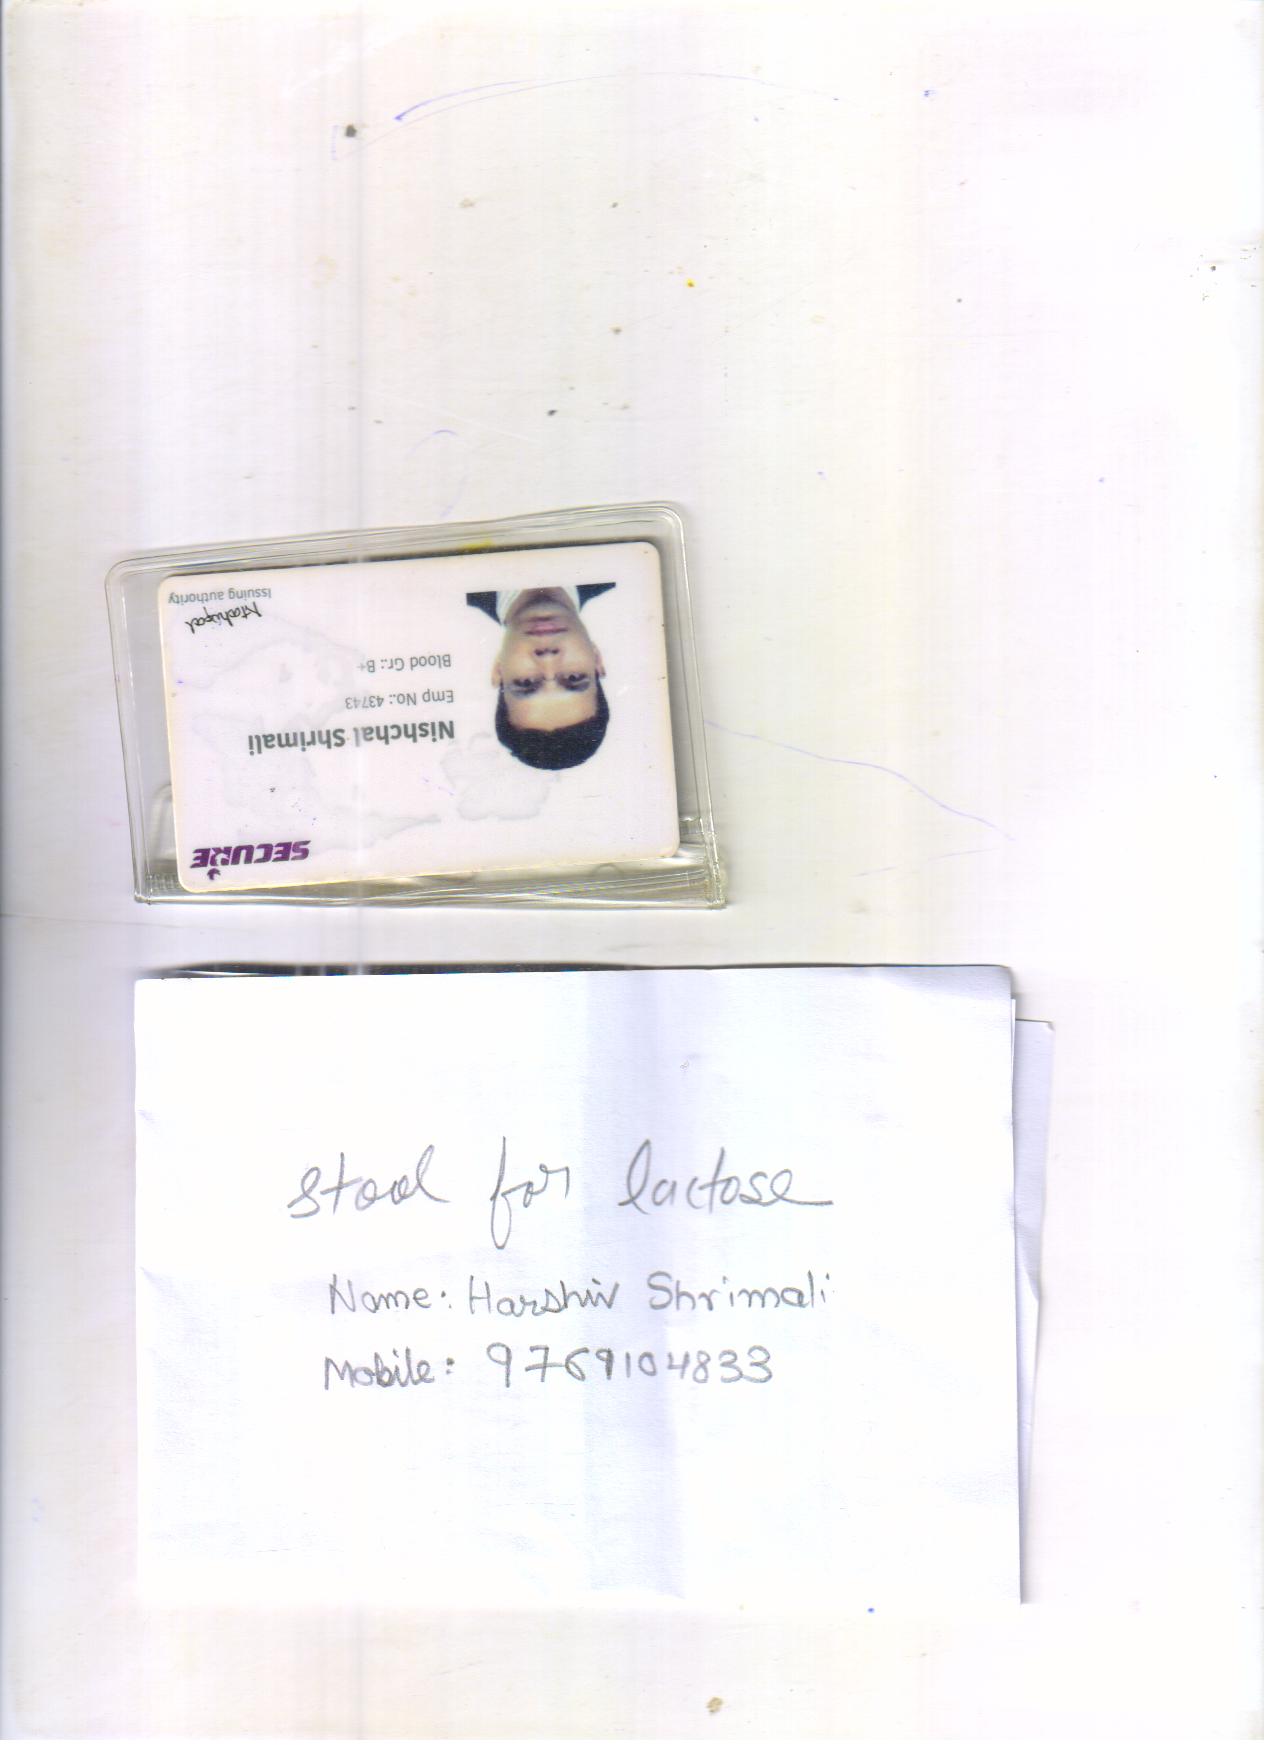 SECURE
Nishchal Shrimali
Emp No.: 43743
Blood Gr.: B+
Issuing authority
Stool for lactose
Name: Harshiv Shrimali
Mobile: 9769104833